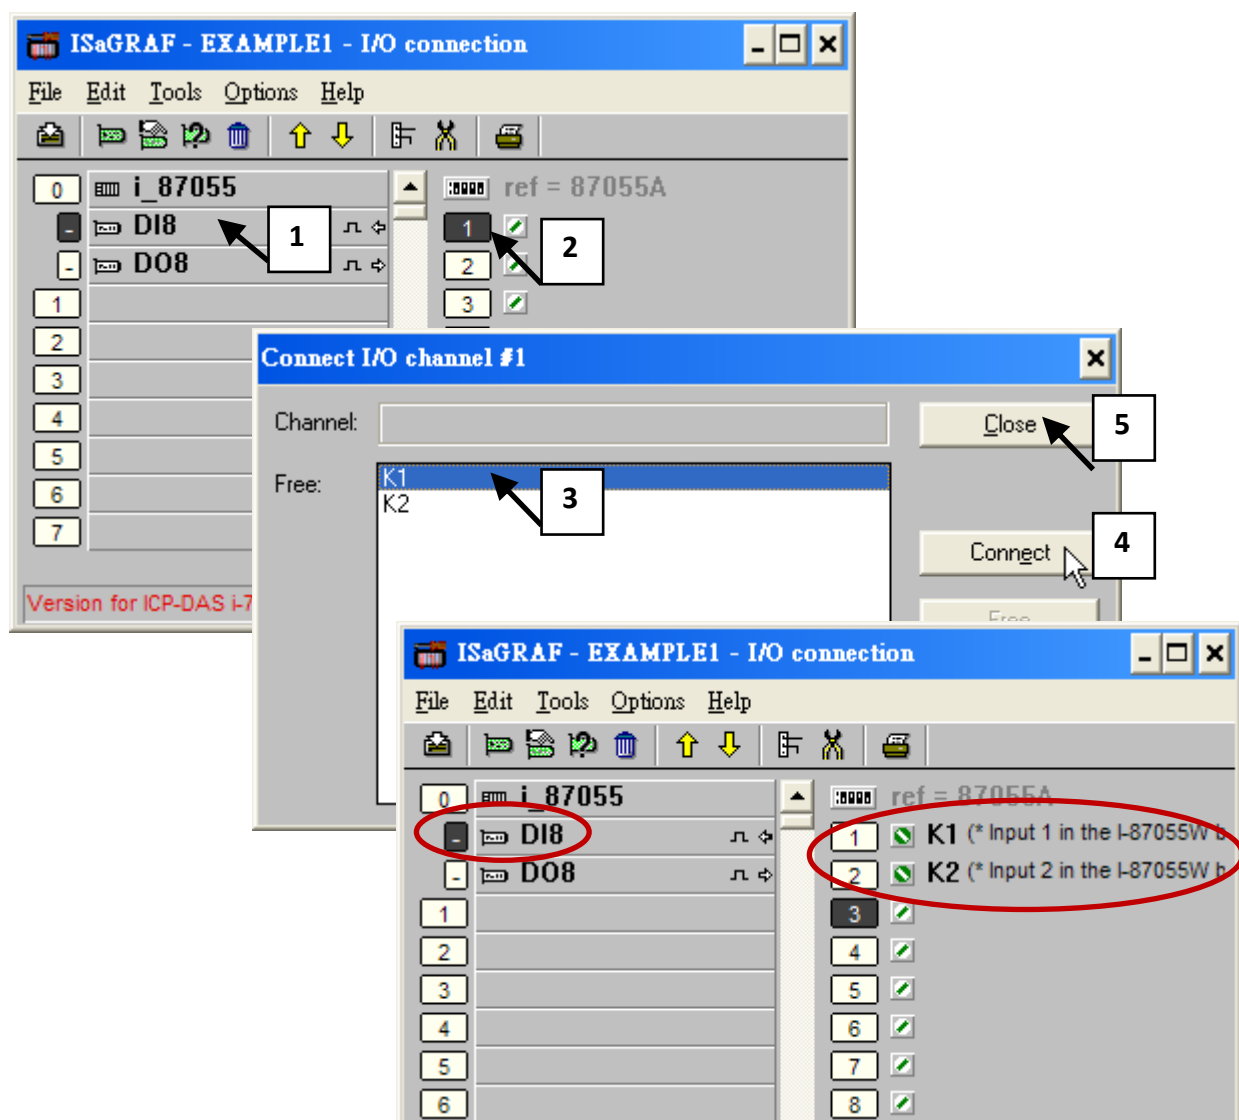 ISaGRAF - EXAMPLE1 - I/O connection
File Edit Tools Options Help
0 i_87055 ref = 87055A
- DI8 1 1 2
- DO8 2
1 3
2
3
4
5
6
7
Version for ICP-DAS i-7
Connect I/O channel #1
Channel: Close 5
Free: K1 3
K2
Connect 4
Free
ISaGRAF - EXAMPLE1 - I/O connection
File Edit Tools Options Help
0 i_87055 ref = 87055A
- DI8 1 K1 (* Input 1 in the I-87055W b
- DO8 2 K2 (* Input 2 in the I-87055W b
1 3
2 4
3 5
4 6
5 7
6 8